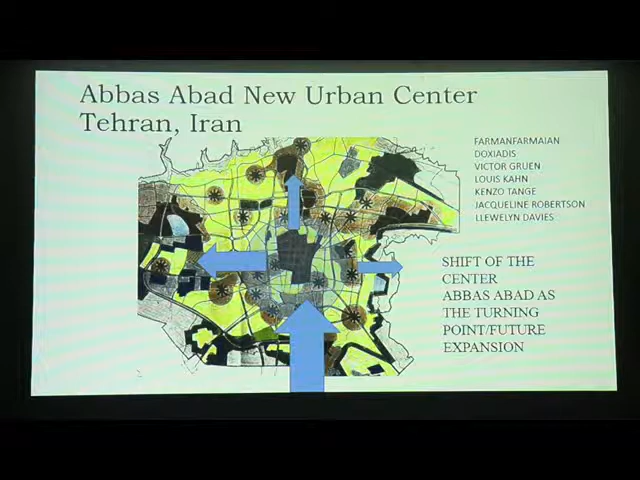 Abbas Abad New Urban Center
Tehran, Iran
FARMANFARMAIAN
DOXIADIS
VICTOR GRUEN
LOUIS KAHN
KENZO TANGE
JACQUELINE ROBERTSON
LLEWELYN DAVIES
SHIFT OF THE
CENTER
ABBAS ABAD AS
THE TURNING
POINT/FUTURE
EXPANSION